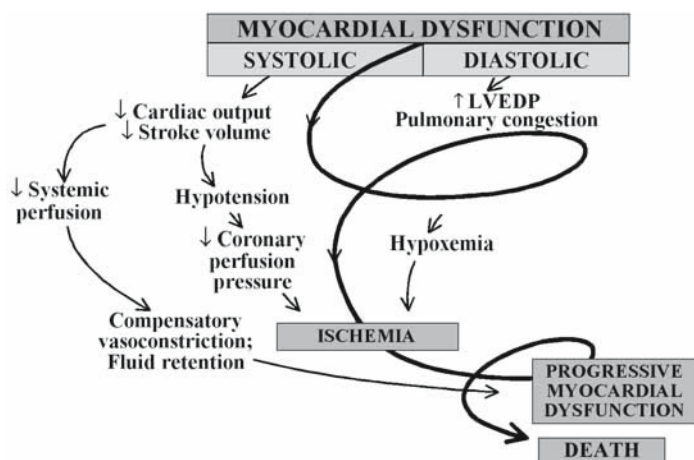 MYOCARDIAL DYSFUNCTION
SYSTOLIC
DIASTOLIC
↓ Cardiac output
↓ Stroke volume
↑ LVEDP
Pulmonary congestion
↓ Systemic
perfusion
Hypotension
↓ Coronary
perfusion
pressure
Hypoxemia
Compensatory
vasoconstriction;
Fluid retention
ISCHEMIA
PROGRESSIVE
MYOCARDIAL
DYSFUNCTION
DEATH